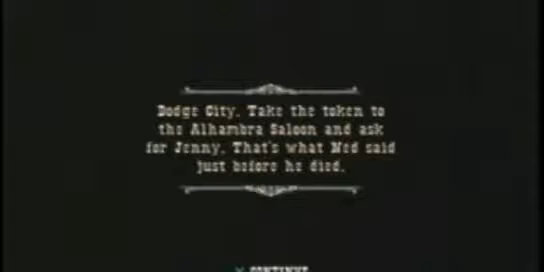 Dodge City. Take the token to
the Alhambra Saloon and ask
for Jenny. That's what Ned said
just before he died.
CONTINUE